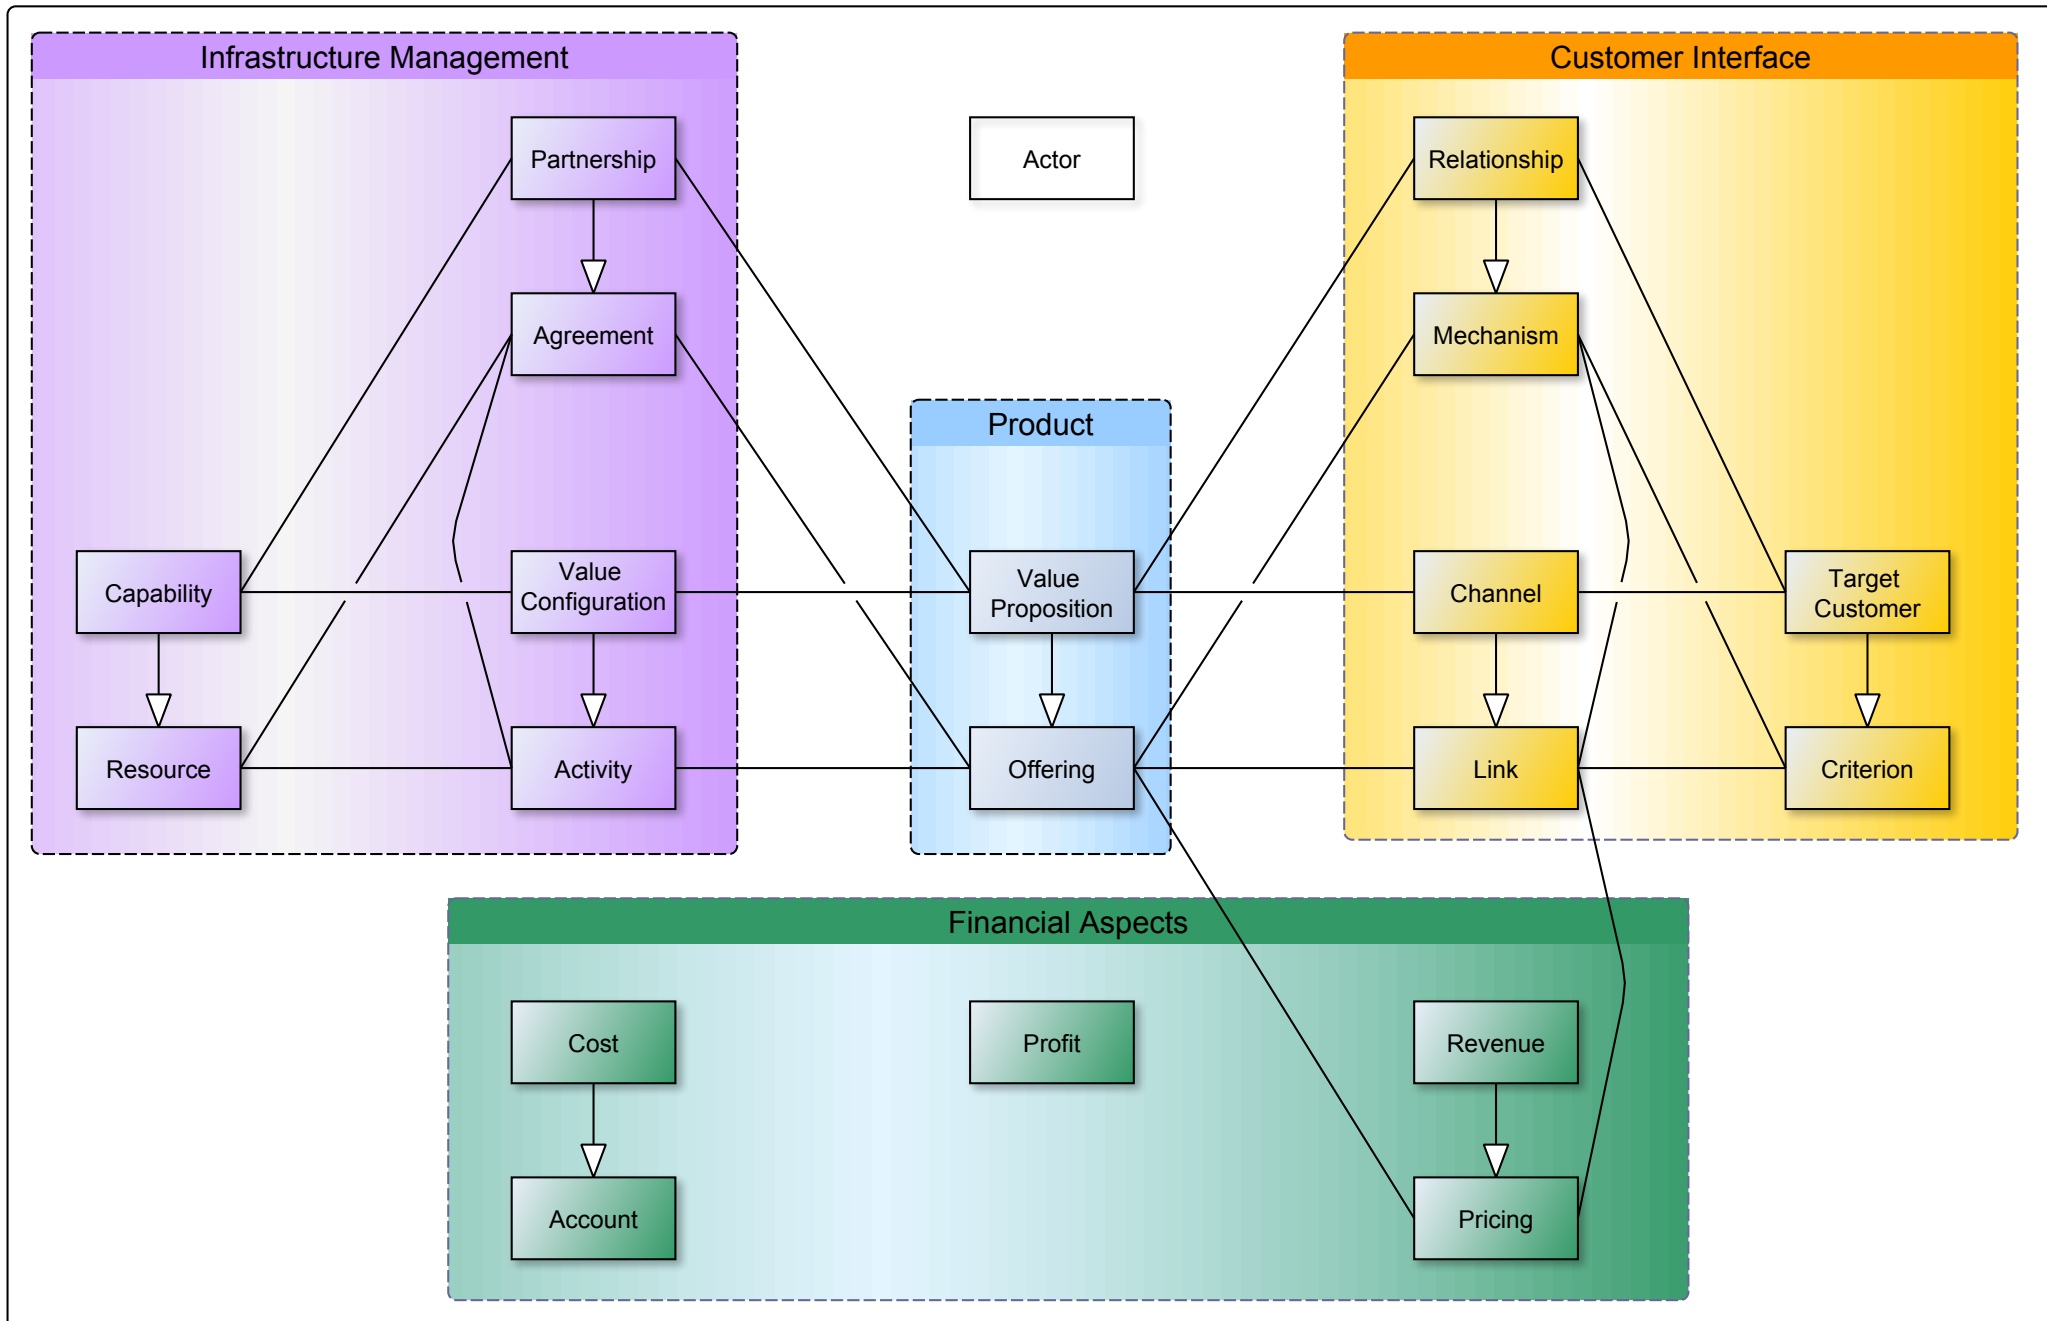 Infrastructure Management
Customer Interface
Partnership
Actor
Relationship
Agreement
Mechanism
Product
Capability
Value
Configuration
Value
Proposition
Channel
Target
Customer
Resource
Activity
Offering
Link
Criterion
Financial Aspects
Cost
Profit
Revenue
Account
Pricing